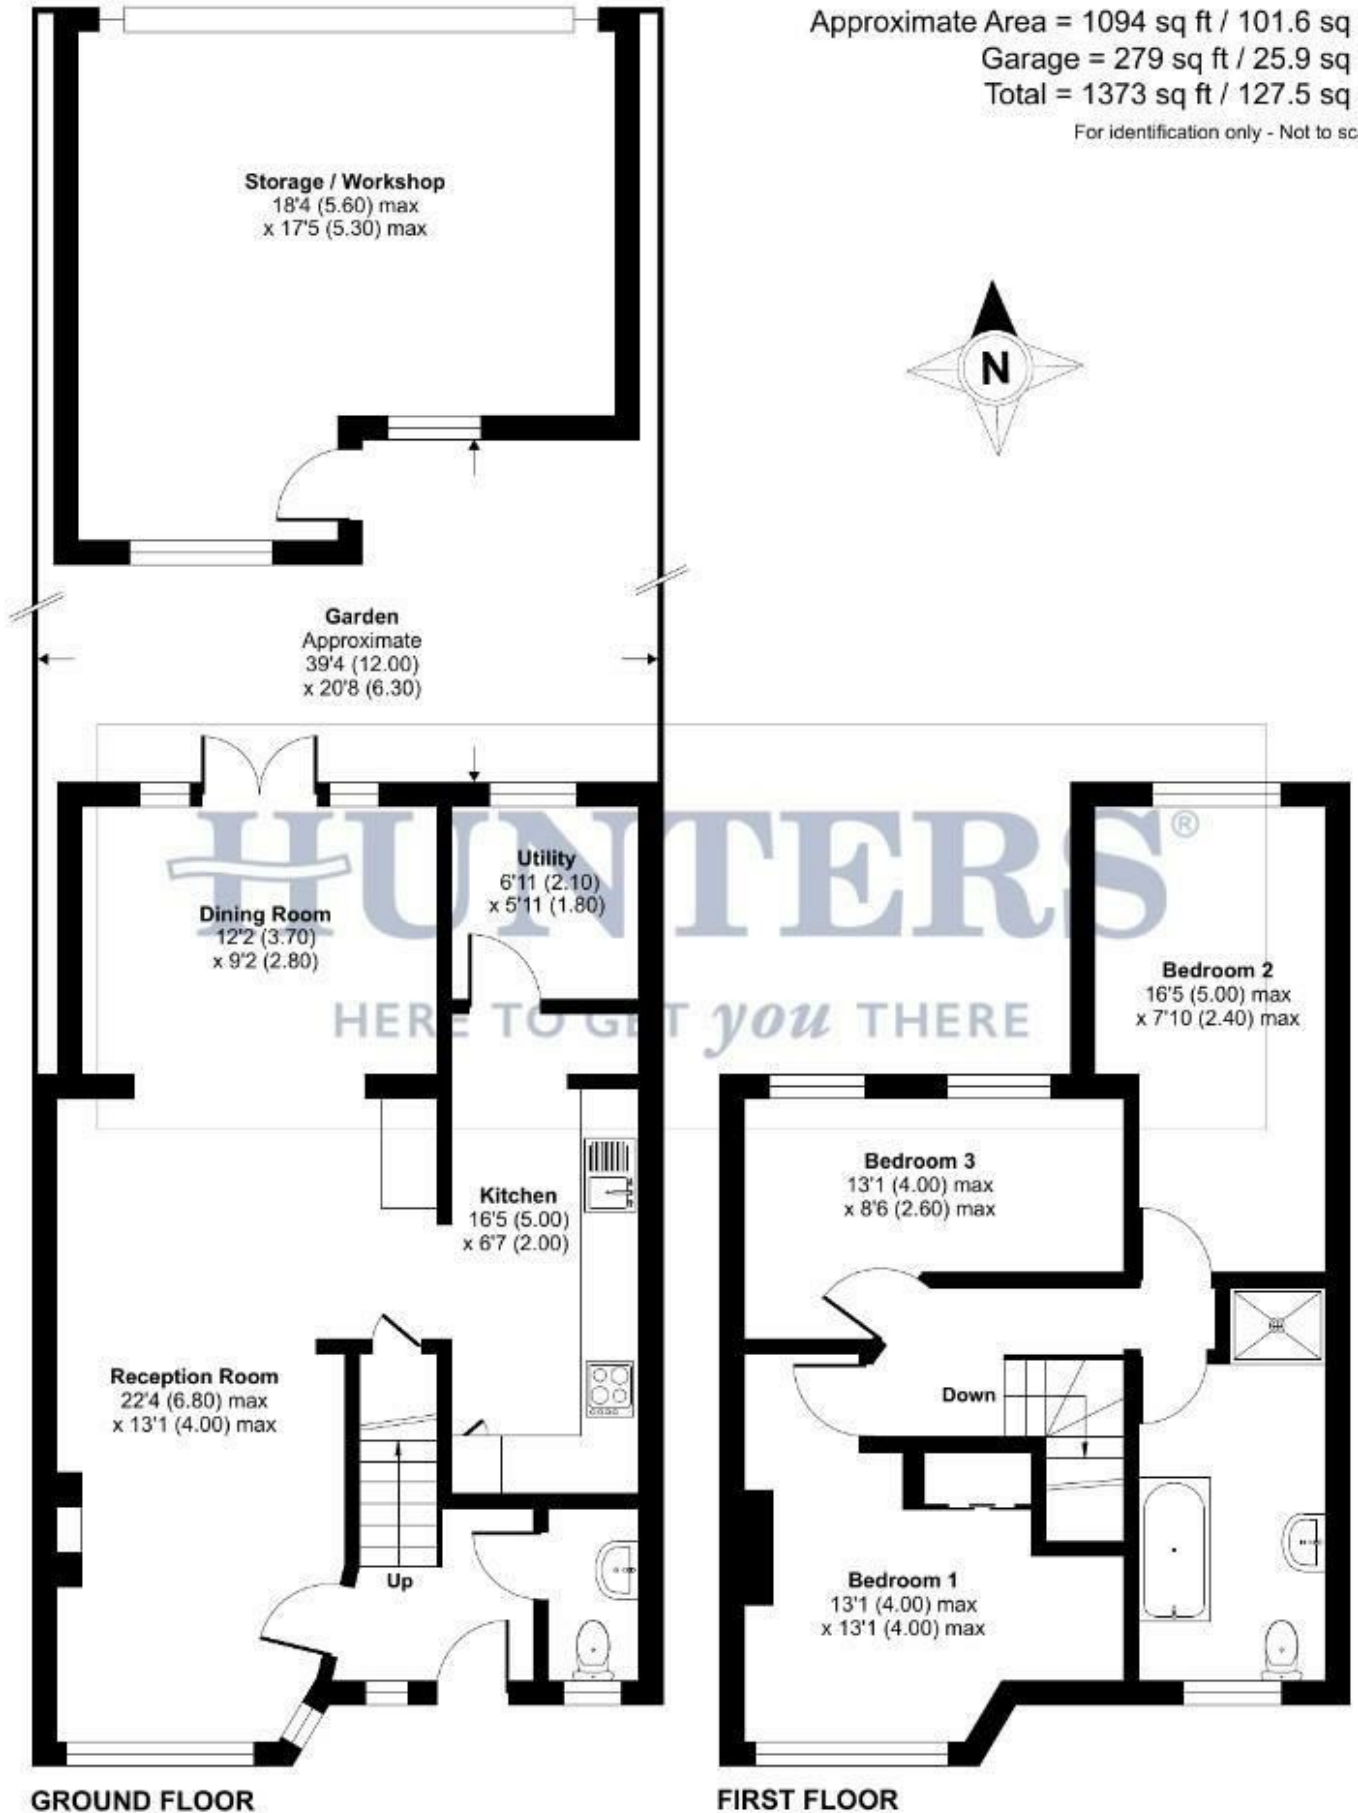 Approximate Area = 1094 sq ft / 101.6 sq
Garage = 279 sq ft / 25.9 sq
Total = 1373 sq ft / 127.5 sq
For identification only - Not to sc
Storage / Workshop
18'4 (5.60) max
x 17'5 (5.30) max
N
Garden
Approximate
39'4 (12.00)
x 20'8 (6.30)
HUNTERS®
HERE TO GET you THERE
Utility
6'11 (2.10)
x 5'11 (1.80)
Dining Room
12'2 (3.70)
x 9'2 (2.80)
Bedroom 2
16'5 (5.00) max
x 7'10 (2.40) max
Bedroom 3
13'1 (4.00) max
x 8'6 (2.60) max
Kitchen
16'5 (5.00)
x 6'7 (2.00)
Reception Room
22'4 (6.80) max
x 13'1 (4.00) max
Down
Up
Bedroom 1
13'1 (4.00) max
x 13'1 (4.00) max
GROUND FLOOR
FIRST FLOOR